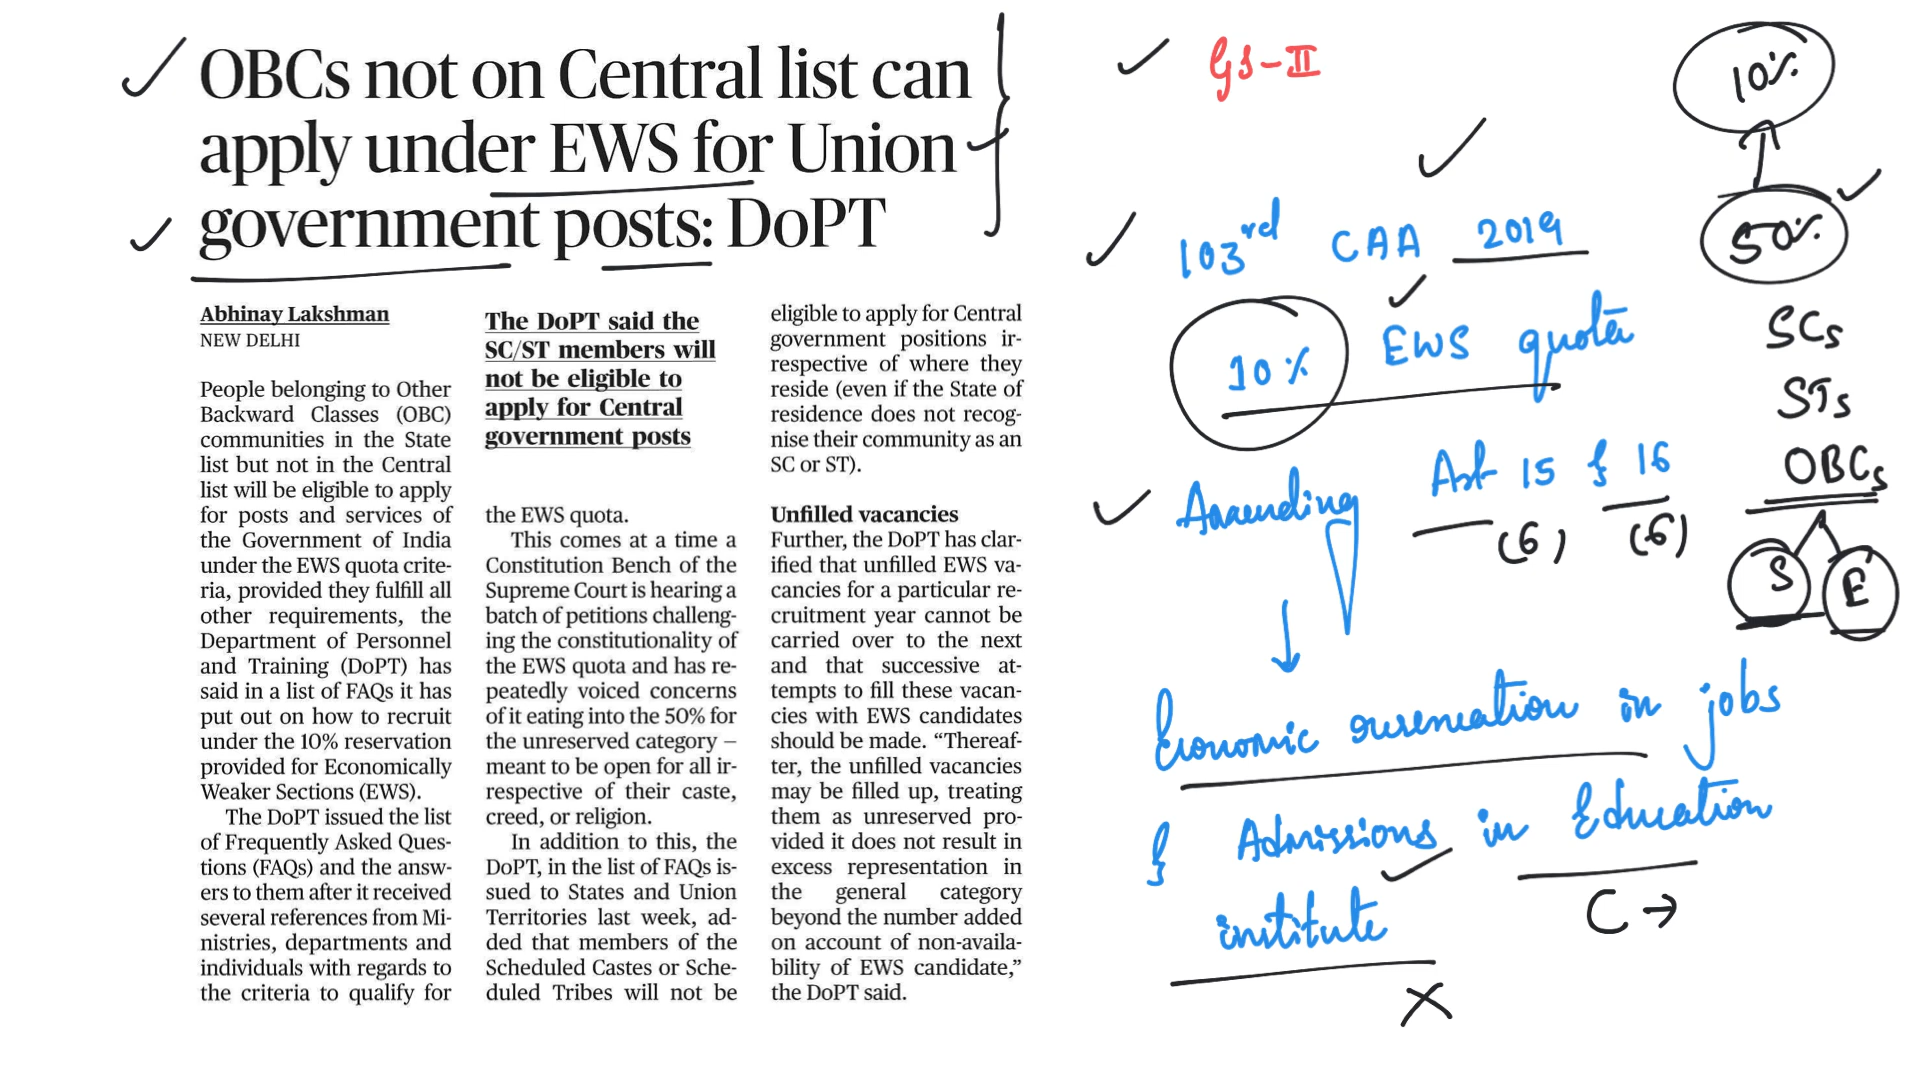 OBCs not on Central list can
apply under EWS for Union
government posts: DoPT
Abhinay Lakshman
NEW DELHI
People belonging to Other
Backward Classes (OBC)
communities in the State
list but not in the Central
list will be eligible to apply
for posts and services of
the Government of India
under the EWS quota crite-
ria, provided they fulfill all
other requirements, the
Department of Personnel
and Training (DoPT) has
said in a list of FAQs it has
put out on how to recruit
under the 10% reservation
provided for Economically
Weaker Sections (EWS).
The DoPT issued the list
of Frequently Asked Ques-
tions (FAQs) and the answ-
ers to them after it received
several references from Mi-
nistries, departments and
individuals with regards to
the criteria to qualify for
The DoPT said the
SC/ST members will
not be eligible to
apply for Central
government posts
the EWS quota.
This comes at a time a
Constitution Bench of the
Supreme Court is hearing a
batch of petitions challeng-
ing the constitutionality of
the EWS quota and has re-
peatedly voiced concerns
of it eating into the 50% for
the unreserved category –
meant to be open for all ir-
respective of their caste,
creed, or religion.
In addition to this, the
DoPT, in the list of FAQs is-
sued to States and Union
Territories last week, ad-
ded that members of the
Scheduled Castes or Sche-
duled Tribes will not be
eligible to apply for Central
government positions ir-
respective of where they
reside (even if the State of
residence does not recog-
nise their community as an
SC or ST).
Unfilled vacancies
Further, the DoPT has clar-
ified that unfilled EWS va-
cancies for a particular re-
cruitment year cannot be
carried over to the next
and that successive at-
tempts to fill these vacan-
cies with EWS candidates
should be made. “Thereaf-
ter, the unfilled vacancies
may be filled up, treating
them as unreserved pro-
vided it does not result in
excess representation in
the general category
beyond the number added
on account of non-availa-
bility of EWS candidate,”
the DoPT said.
GS-II
103rd CAA 2019
10% EWS quota
Amending Art 15 & 16
(6) (6)
Economic reservation in jobs
& Admissions in Education
institute
C →
10%
50%
SCs
STs
OBCs
S E